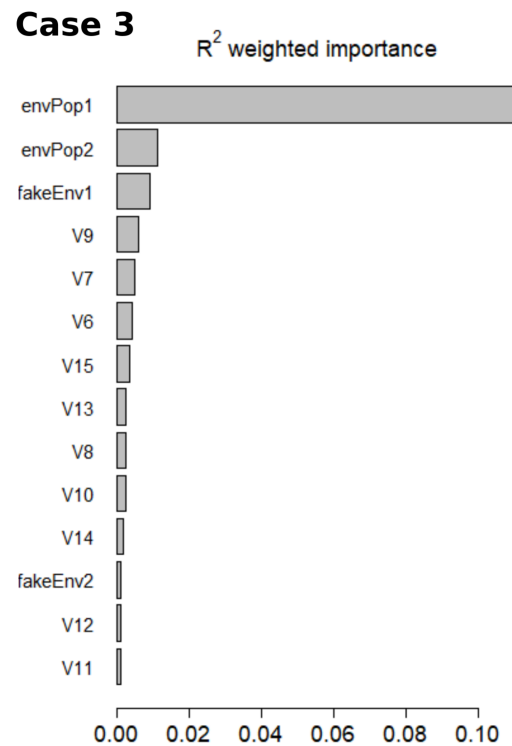 Case 3
R² weighted importance
envPop1
envPop2
fakeEnv1
V9
V7
V6
V15
V13
V8
V10
V14
fakeEnv2
V12
V11
0.00 0.02 0.04 0.06 0.08 0.10